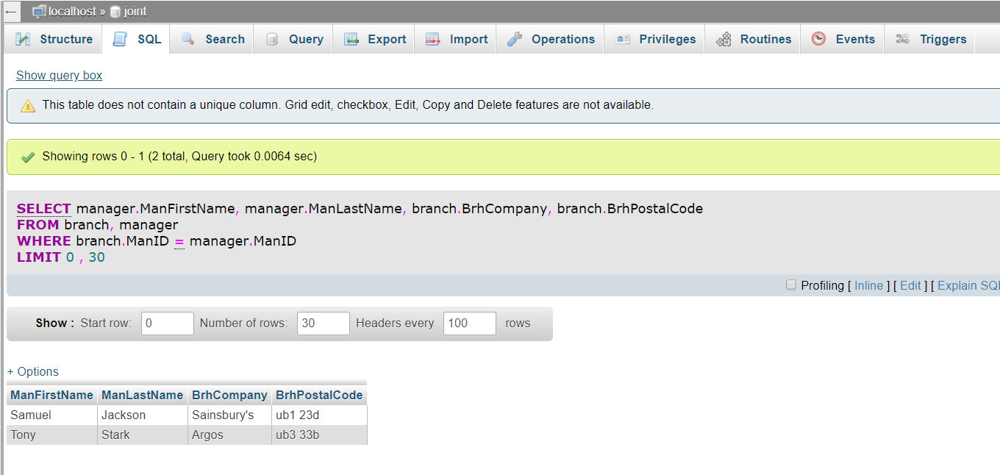 ← localhost » joint
Structure SQL Search Query Export Import Operations Privileges Routines Events Triggers
Show query box
This table does not contain a unique column. Grid edit, checkbox, Edit, Copy and Delete features are not available.
Showing rows 0 - 1 (2 total, Query took 0.0064 sec)
SELECT manager.ManFirstName, manager.ManLastName, branch.BrhCompany, branch.BrhPostalCode
FROM branch, manager
WHERE branch.ManID = manager.ManID
LIMIT 0 , 30
Profiling [ Inline ] [ Edit ] [ Explain SQL
Show : Start row: 0 Number of rows: 30 Headers every 100 rows
+ Options
ManFirstName ManLastName BrhCompany BrhPostalCode
Samuel Jackson Sainsbury's ub1 23d
Tony Stark Argos ub3 33b